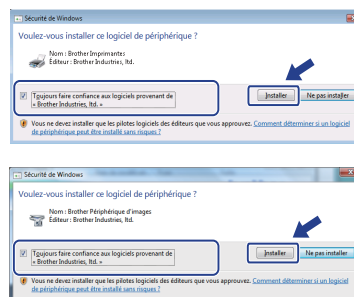 Sécurité de Windows
Voulez-vous installer ce logiciel de périphérique ?
Nom : Brother Imprimantes
Éditeur : Brother Industries, ltd.
Toujours faire confiance aux logiciels provenant de
« Brother Industries, ltd. »
Installer
Ne pas installer
Vous ne devez installer que les pilotes logiciels des éditeurs que vous approuvez. Comment déterminer si un logiciel
de périphérique peut être installé sans risques ?
Sécurité de Windows
Voulez-vous installer ce logiciel de périphérique ?
Nom : Brother Périphérique d'images
Éditeur : Brother Industries, ltd.
Toujours faire confiance aux logiciels provenant de
« Brother Industries, ltd. »
Installer
Ne pas installer
Vous ne devez installer que les pilotes logiciels des éditeurs que vous approuvez. Comment déterminer si un logiciel
de périphérique peut être installé sans risques ?